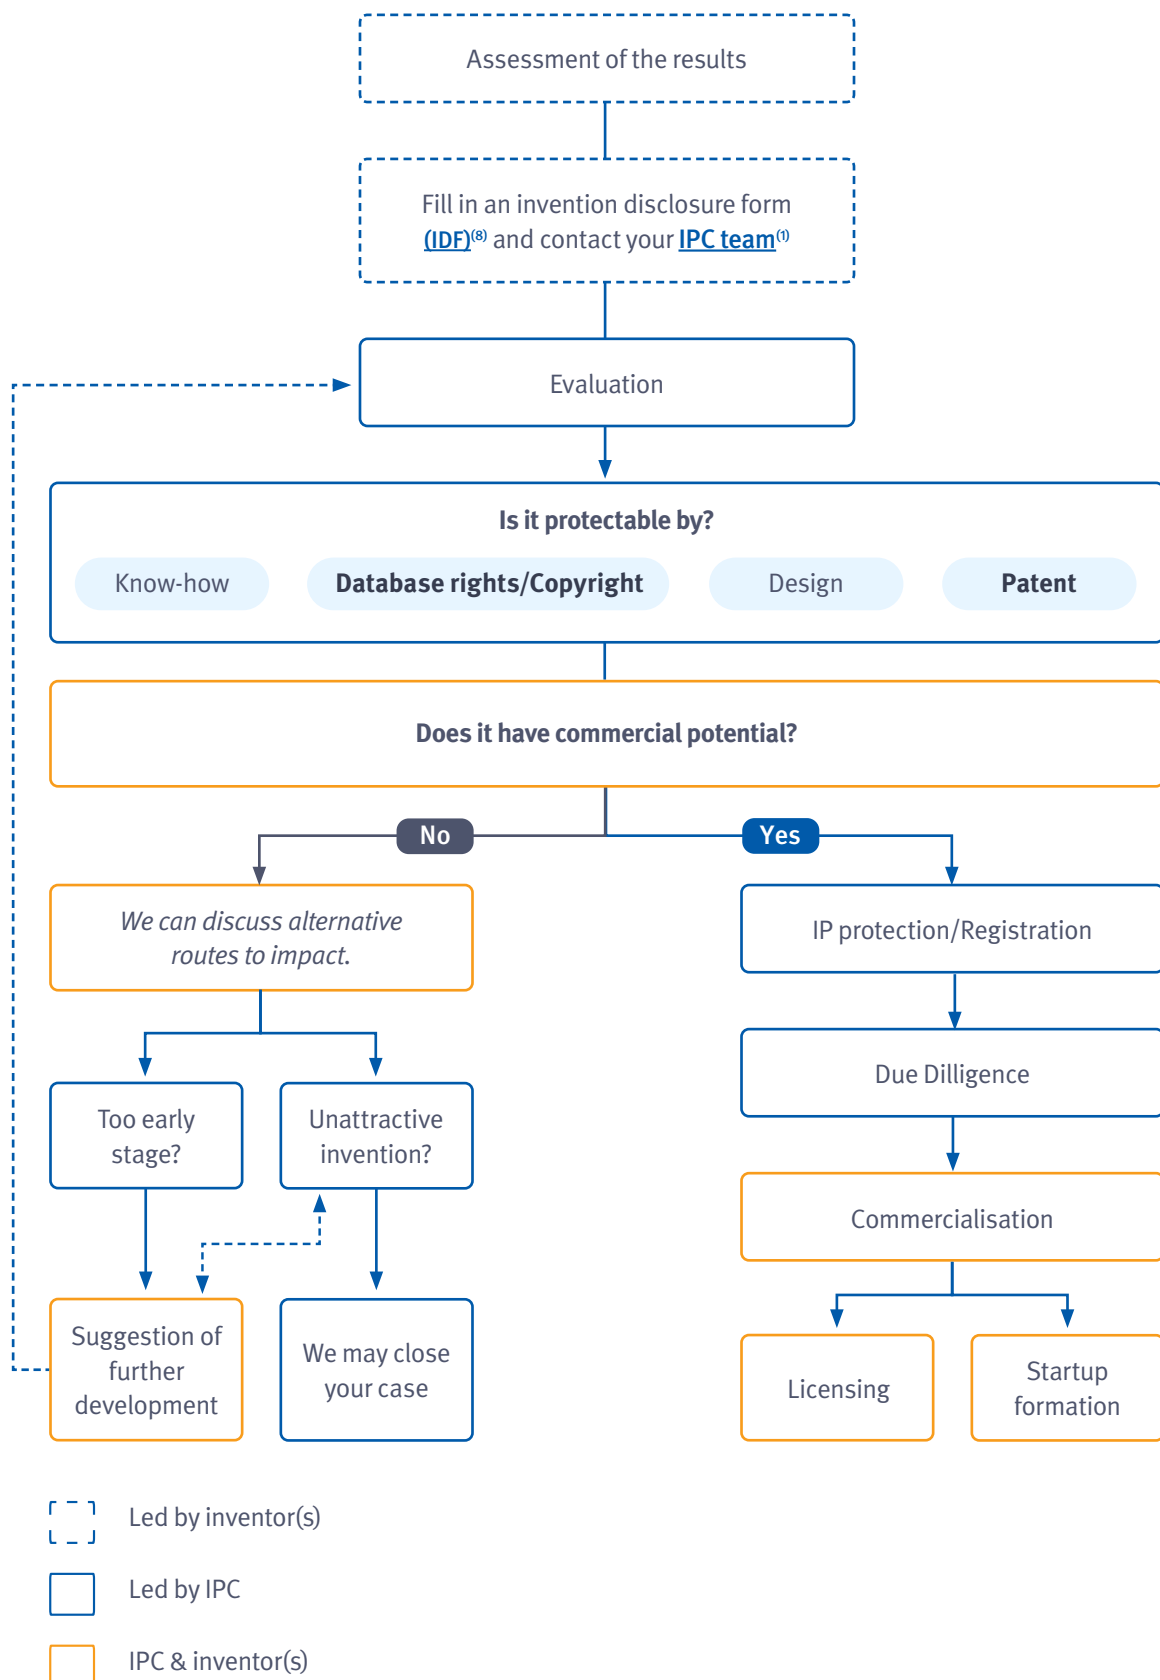 Assessment of the results
Fill in an invention disclosure form
(IDF)(8) and contact your IPC team(1)
Evaluation
Is it protectable by?
Know-how
Database rights/Copyright
Design
Patent
Does it have commercial potential?
No
Yes
We can discuss alternative
routes to impact.
IP protection/Registration
Due Dilligence
Too early
stage?
Unattractive
invention?
Commercialisation
Suggestion of
further
development
We may close
your case
Licensing
Startup
formation
Led by inventor(s)
Led by IPC
IPC & inventor(s)